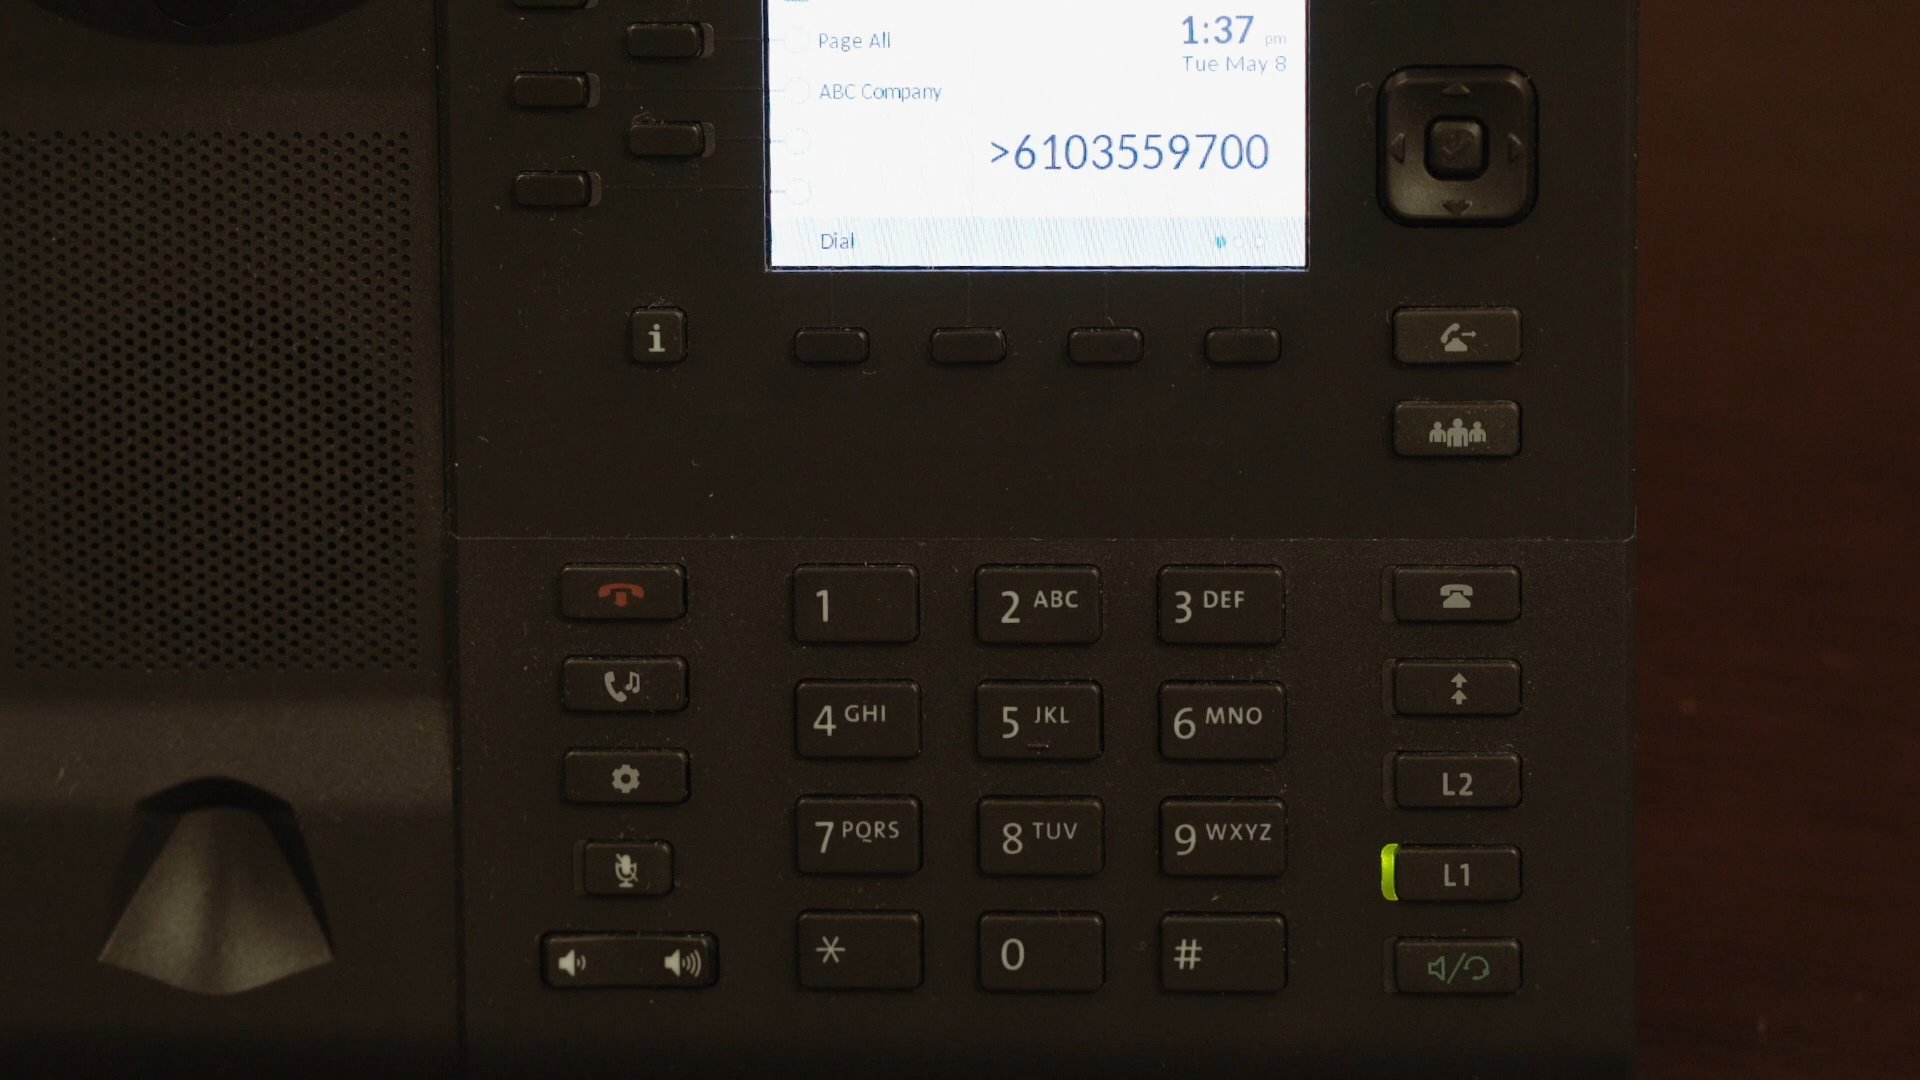 Page All
1:37 pm
Tue May 8
ABC Company
>6103559700
Dial
i
1
2 ABC
3 DEF
4 GHI
5 JKL
6 MNO
L2
7 PQRS
8 TUV
9 WXYZ
L1
*
0
#